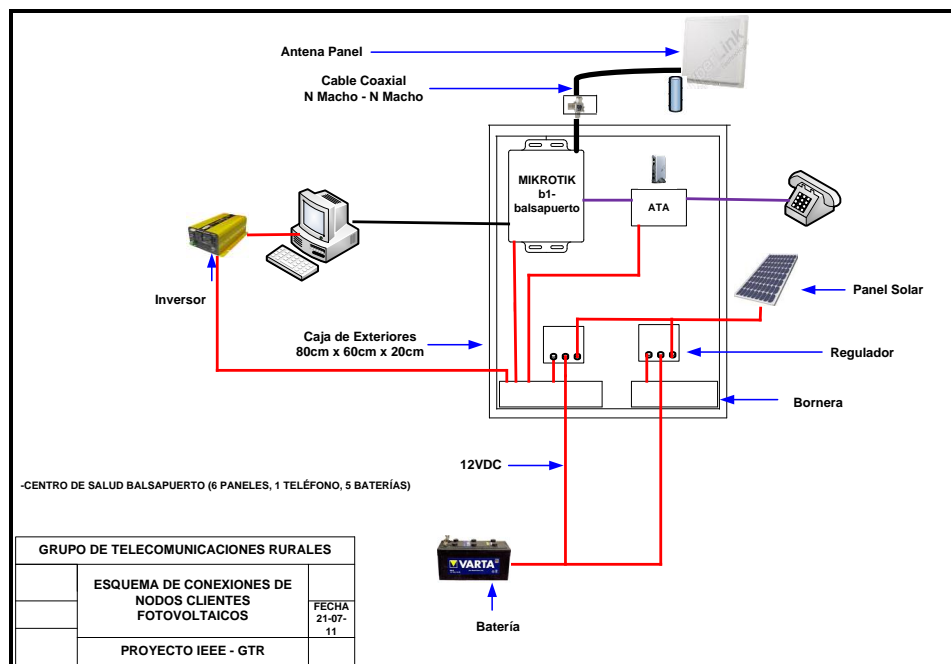 Antena Panel
Cable Coaxial
N Macho - N Macho
MIKROTIK
b1-
balsapuerto
ATA
Inversor
Panel Solar
Caja de Exteriores
80cm x 60cm x 20cm
Regulador
Bornera
12VDC
-CENTRO DE SALUD BALSAPUERTO (6 PANELES, 1 TELÉFONO, 5 BATERÍAS)
VARTA
Batería
GRUPO DE TELECOMUNICACIONES RURALES
ESQUEMA DE CONEXIONES DE
NODOS CLIENTES
FOTOVOLTAICOS
FECHA
21-07-
11
PROYECTO IEEE - GTR